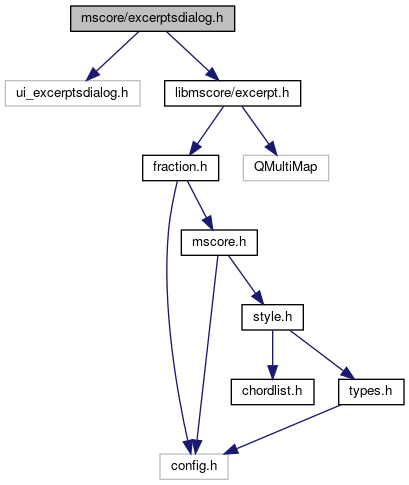 mscore/excerptsdialog.h
ui_excerptsdialog.h
libmscore/excerpt.h
fraction.h
QMultiMap
mscore.h
style.h
chordlist.h
types.h
config.h